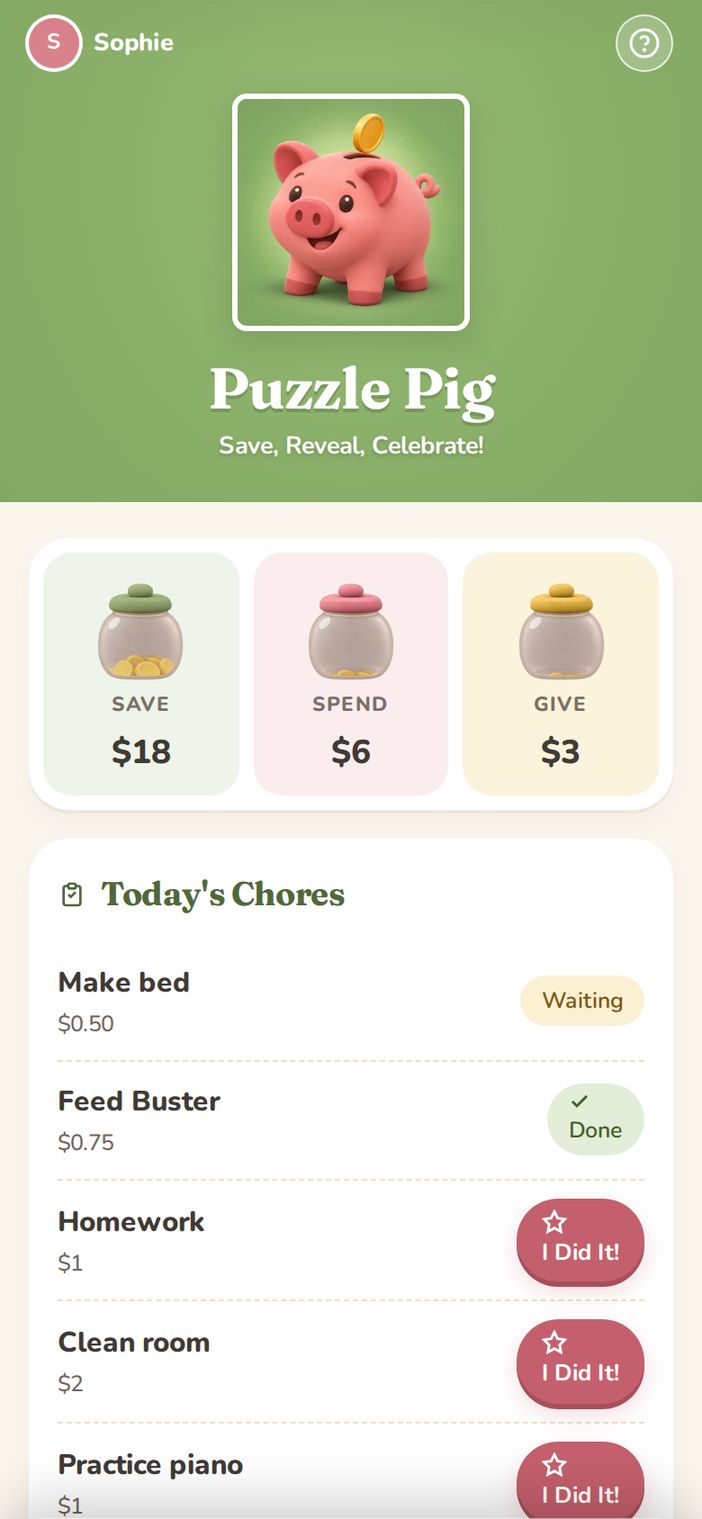 S
Sophie
Puzzle Pig
Save, Reveal, Celebrate!
SAVE
SPEND
GIVE
$18
$6
$3
Today's Chores
Make bed
$0.50
Waiting
Feed Buster
$0.75
Done
Homework
$1
I Did It!
Clean room
$2
I Did It!
Practice piano
$1
I Did It!